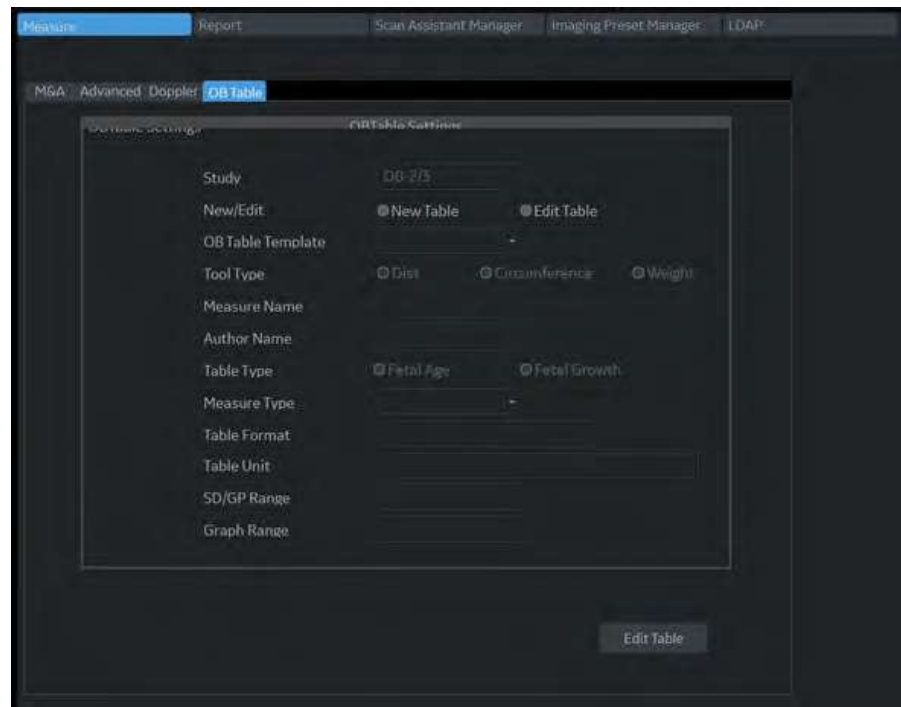 Measure Report Scan Assistant Manager Imaging Preset Manager LDAP
M&A Advanced Doppler OB Table
OBTable Settings OBTable Settings
Study OB-2/3
New/Edit New Table Edit Table
OB Table Template
Tool Type Dist Circumference Weight
Measure Name
Author Name
Table Type Fetal Age Fetal Growth
Measure Type
Table Format
Table Unit
SD/GP Range
Graph Range
Edit Table